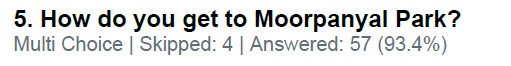 5. How do you get to Moorpanyal Park?
Multi Choice | Skipped: 4 | Answered: 57 (93.4%)